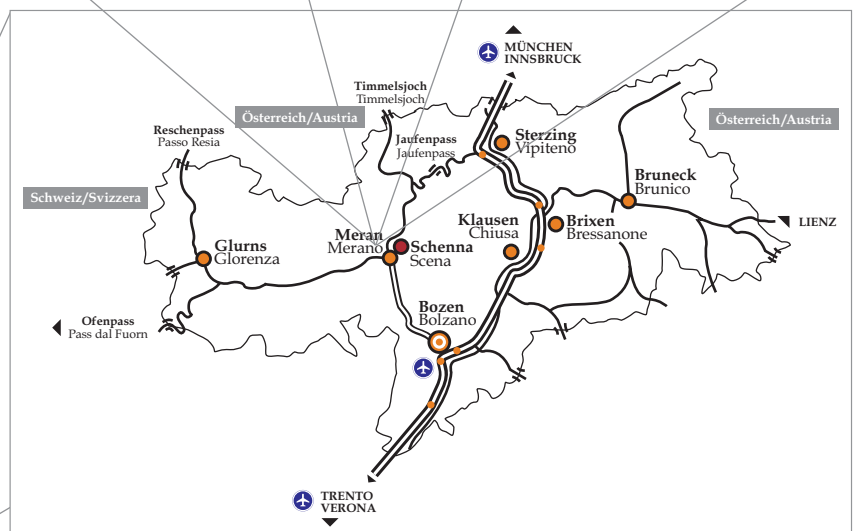 MÜNCHEN
INNSBRUCK
Timmelsjoch
Timmelsjoch
Österreich/Austria
Österreich/Austria
Reschenpass
Passo Resia
Jaufenpass
Jaufenpass
Sterzing
Vipiteno
Bruneck
Brunico
Schweiz/Svizzera
Klausen
Chiusa
Brixen
Bressanone
LIENZ
Meran
Merano
Schenna
Scena
Glurns
Glorenza
Bozen
Bolzano
Ofenpass
Pass dal Fuorn
TRENTO
VERONA